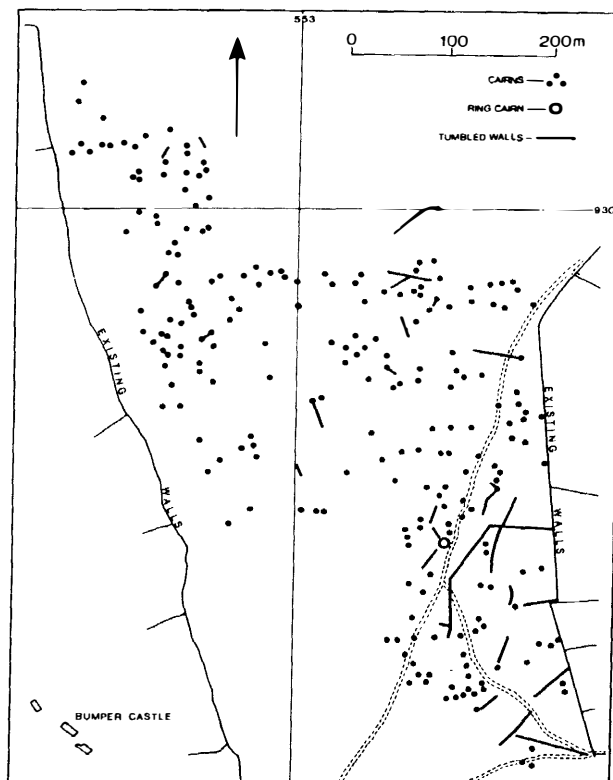 553
0 100 200m
CAIRNS
RING CAIRN
TUMBLED WALLS
930
EXISTING
WALLS
EXISTING
WALLS
BUMPER CASTLE